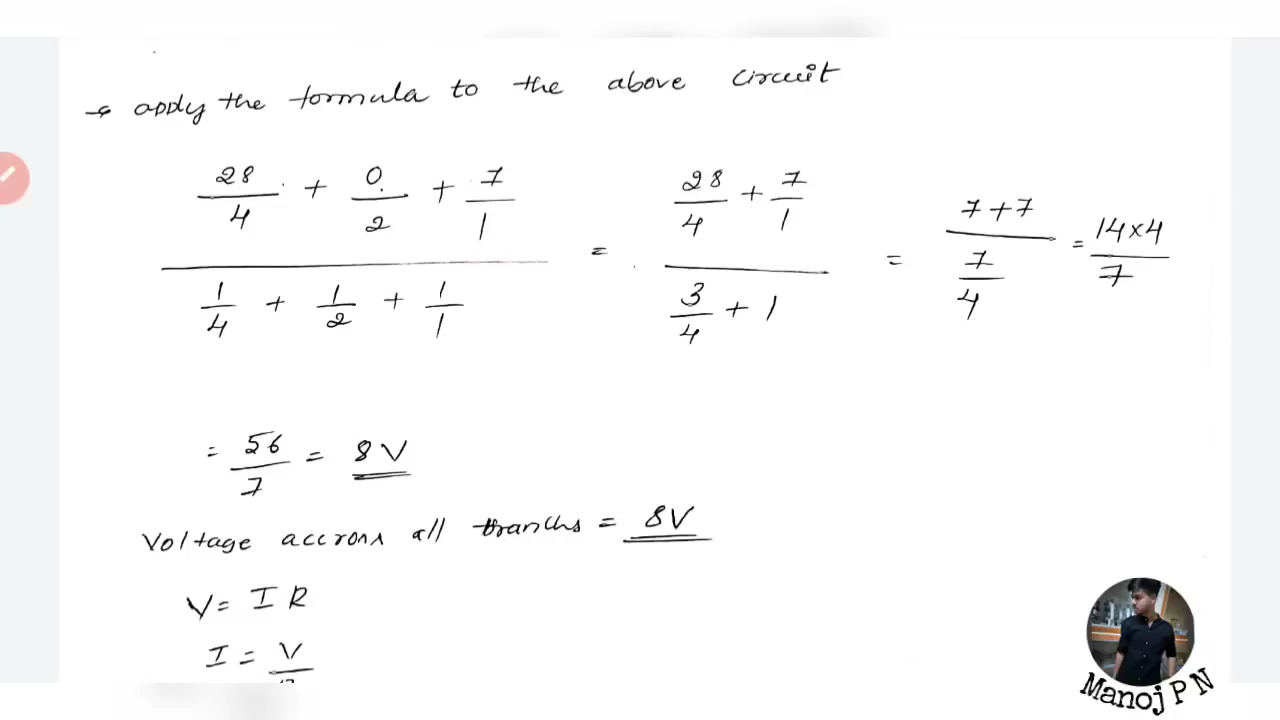 → apply the formula to the above circuit
28/4 + 0/2 + 7/1 / 1/4 + 1/2 + 1/1 = 28/4 + 7/1 / 3/4 + 1 = 7+7 / 7/4 = 14×4 / 7
= 56/7 = 8V
Voltage accross all branchs = 8V
V = IR
I = V
Manoj P N